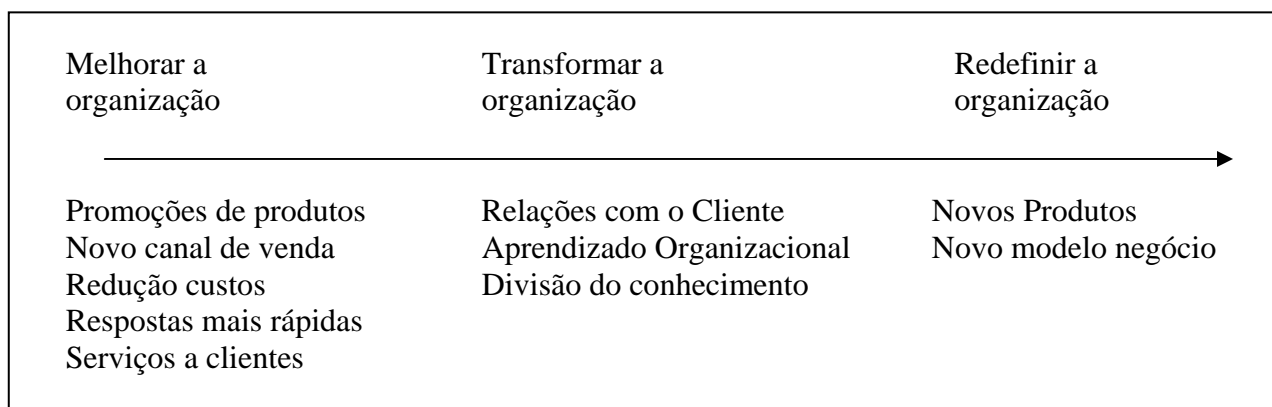 Melhorar a
organização
Transformar a
organização
Redefinir a
organização
Promoções de produtos
Novo canal de venda
Redução custos
Respostas mais rápidas
Serviços a clientes
Relações com o Cliente
Aprendizado Organizacional
Divisão do conhecimento
Novos Produtos
Novo modelo negócio